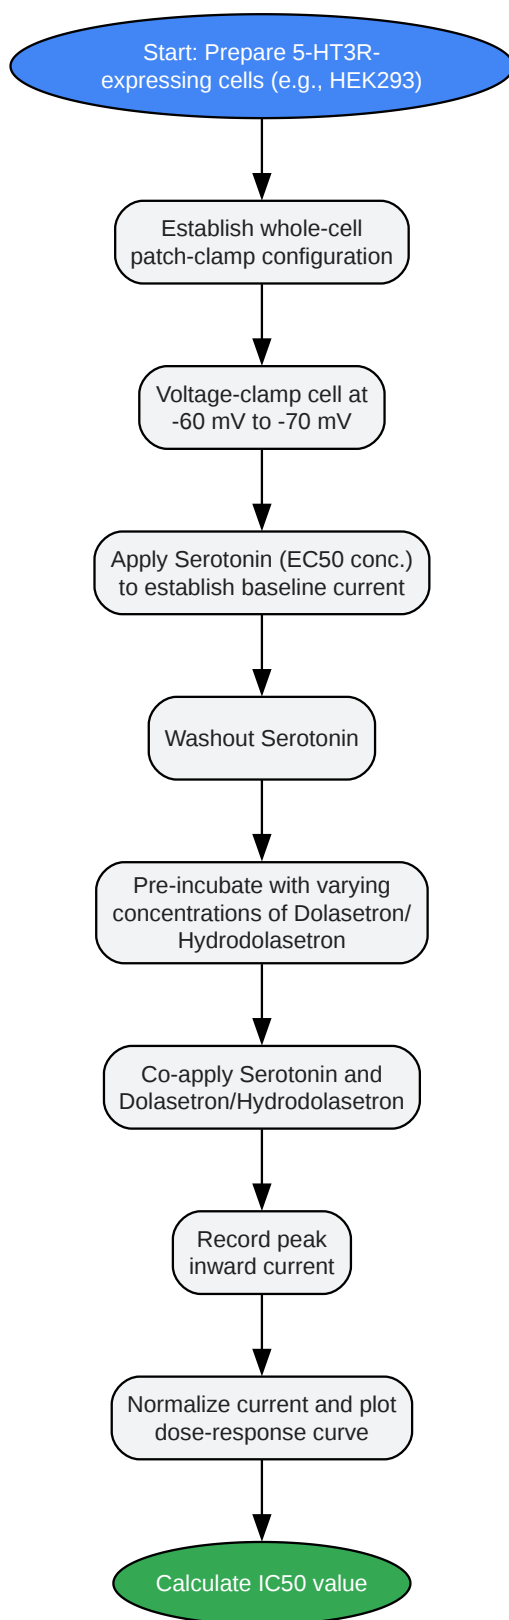 Start: Prepare 5-HT3R-
expressing cells (e.g., HEK293)
Establish whole-cell
patch-clamp configuration
Voltage-clamp cell at
-60 mV to -70 mV
Apply Serotonin (EC50 conc.)
to establish baseline current
Washout Serotonin
Pre-incubate with varying
concentrations of Dolasetron/
Hydrodolasetron
Co-apply Serotonin and
Dolasetron/Hydrodolasetron
Record peak
inward current
Normalize current and plot
dose-response curve
Calculate IC50 value